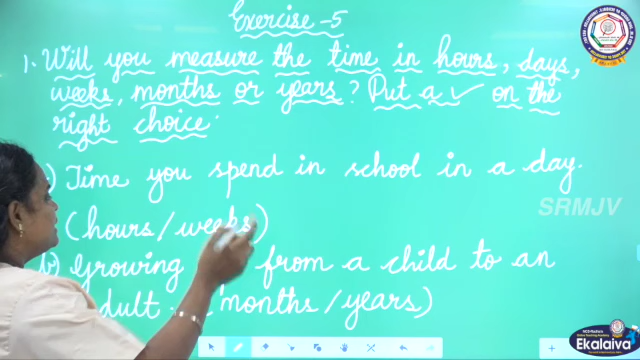 Exercise - 5
1. Will you measure the time in hours, days,
weeks, months or years? Put a ✓ on the
right choice.
) Time you spend in school in a day.
(hours/weeks)
b) Growing from a child to an
dult. (months/years)
SRMJV
Ekalaiva